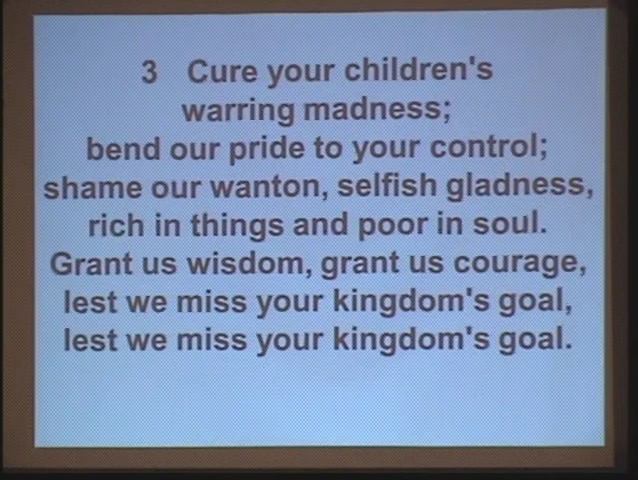 3 Cure your children's
warring madness;
bend our pride to your control;
shame our wanton, selfish gladness,
rich in things and poor in soul.
Grant us wisdom, grant us courage,
lest we miss your kingdom's goal,
lest we miss your kingdom's goal.